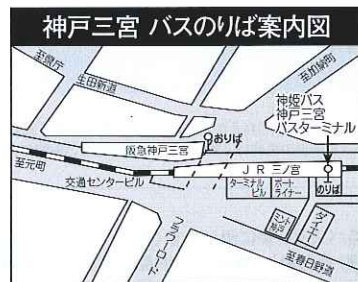 神戸三宮 バスのりば案内図
至県庁
生田新道
至加納町
神姫バス
神戸三宮
バスターミナル
おりば
阪急神戸三宮
至元町
JR 三ノ宮
交通センタービル
ターミナル
ビル
ポート
ライナー
のりば
ミント
神戸
ダイエー
フラワーロード
至春日野道